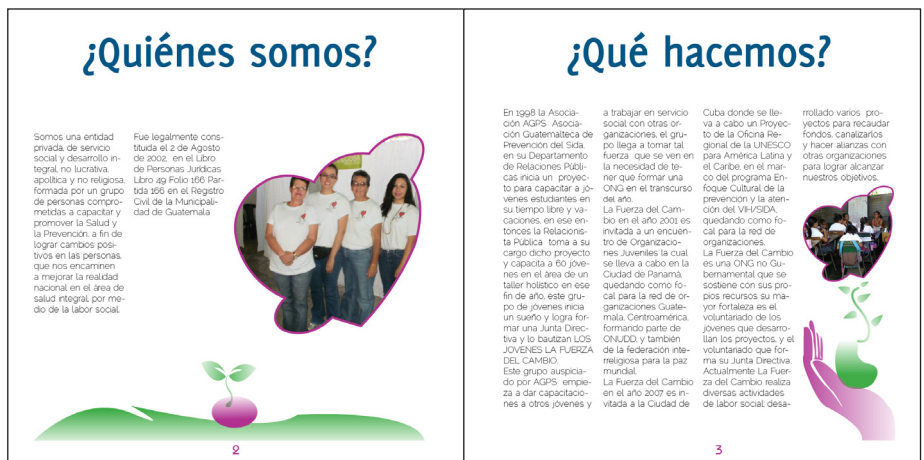 ¿Quiénes somos?
Somos una entidad
privada, de servicio
social y desarrollo in-
tegral, no lucrativa,
apolítica y no religiosa,
formada por un grupo
de personas compro-
metidas a capacitar y
promover la Salud y
la Prevención, a fin de
lograr cambios posi-
tivos en las personas,
que nos encaminen
a mejorar la realidad
nacional en el área de
salud integral, por me-
dio de la labor social.
Fue legalmente cons-
tituida el 2 de Agosto
de 2002, en el Libro
de Personas Jurídicas
Libro 49 Folio 166 Par-
tida 166 en el Registro
Civil de la Municipali-
dad de Guatemala
2
¿Qué hacemos?
En 1998 la Asocia-
ción AGPS Asocia-
ción Guatemalteca de
Prevención del Sida,
en su Departamento
de Relaciones Públi-
cas inicia un proyec-
to para capacitar a jó-
venes estudiantes en
su tiempo libre y va-
caciones, en ese en-
tonces la Relacionis-
ta Pública toma a su
cargo dicho proyecto
y capacita a 60 jóve-
nes en el área de un
taller holístico en ese
fin de año, este gru-
po de jóvenes inicia
un sueño y logra for-
mar una Junta Direc-
tiva y lo bautizan LOS
JOVENES LA FUERZA
DEL CAMBIO.
Este grupo auspicia-
do por AGPS empie-
za a dar capacitacio-
nes a otros jóvenes y
a trabajar en servicio
social con otras or-
ganizaciones, el gru-
po llega a tomar tal
fuerza que se ven en
la necesidad de te-
ner que formar una
ONG en el transcurso
del año.
La Fuerza del Cam-
bio en el año 2001 es
invitada a un encuen-
tro de Organizacio-
nes Juveniles la cual
se lleva a cabo en la
Ciudad de Panamá,
quedando como fo-
cal para la red de or-
ganizaciones Guate-
mala, Centroamérica,
formando parte de
ONUDD, y también
de la federación inte-
rreligiosa para la paz
mundial.
La Fuerza del Cambio
en el año 2007 es in-
vitada a la Ciudad de
Cuba donde se lle-
va a cabo un Proyec-
to de la Oficina Re-
gional de la UNESCO
para América Latina y
el Caribe, en el mar-
co del programa En-
foque Cultural de la
prevención y la aten-
ción del VIH/SIDA,
quedando como fo-
cal para la red de
organizaciones.
La Fuerza del Cambio
es una ONG no Gu-
bernamental que se
sostiene con sus pro-
pios recursos su ma-
yor fortaleza es el
voluntariado de los
jóvenes que desarro-
llan los proyectos, y el
voluntariado que for-
ma su Junta Directiva.
Actualmente La Fuer-
za del Cambio realiza
diversas actividades
de labor social; desa-
rrollado varios pro-
yectos para recaudar
fondos, canalizarlos
y hacer alianzas con
otras organizaciones
para lograr alcanzar
nuestros objetivos.
3